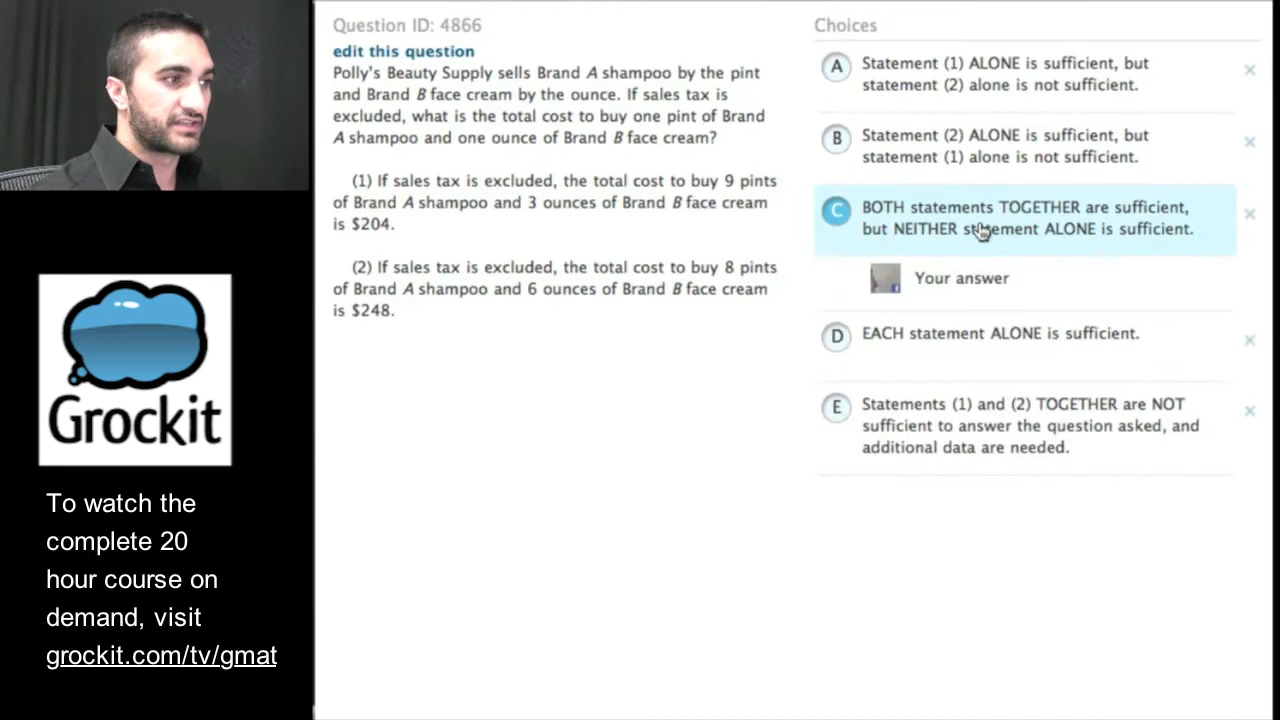 Question ID: 4866
edit this question
Polly's Beauty Supply sells Brand A shampoo by the pint
and Brand B face cream by the ounce. If sales tax is
excluded, what is the total cost to buy one pint of Brand
A shampoo and one ounce of Brand B face cream?
(1) If sales tax is excluded, the total cost to buy 9 pints
of Brand A shampoo and 3 ounces of Brand B face cream
is $204.
(2) If sales tax is excluded, the total cost to buy 8 pints
of Brand A shampoo and 6 ounces of Brand B face cream
is $248.
Choices
A Statement (1) ALONE is sufficient, but
statement (2) alone is not sufficient.
B Statement (2) ALONE is sufficient, but
statement (1) alone is not sufficient.
C BOTH statements TOGETHER are sufficient,
but NEITHER statement ALONE is sufficient.
Your answer
D EACH statement ALONE is sufficient.
E Statements (1) and (2) TOGETHER are NOT
sufficient to answer the question asked, and
additional data are needed.
Grockit
To watch the
complete 20
hour course on
demand, visit
grockit.com/tv/gmat